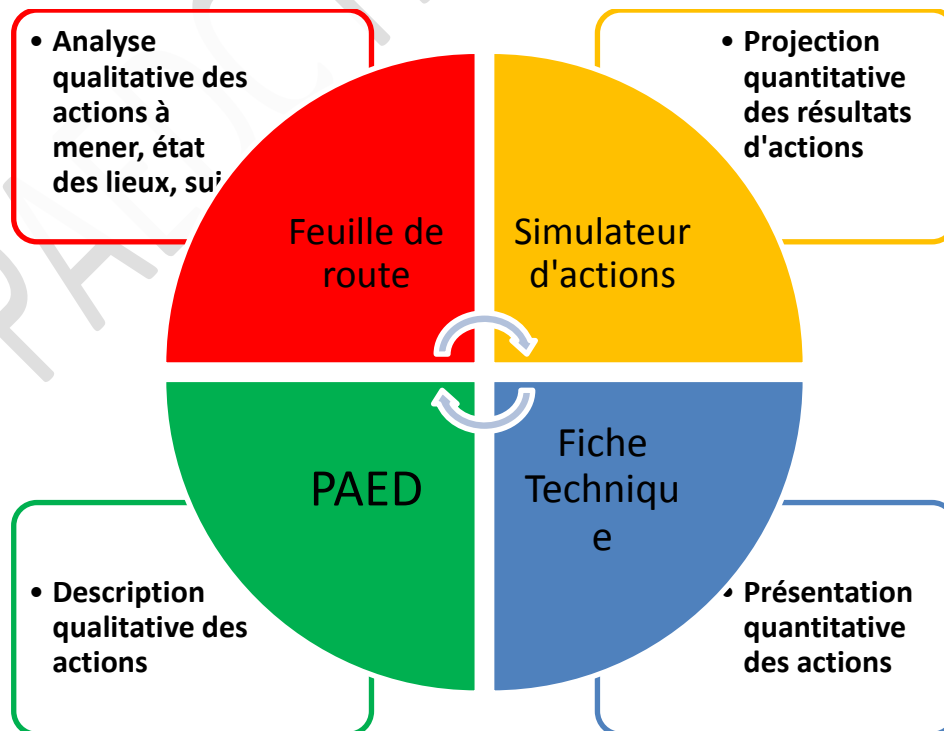 • Analyse
qualitative des
actions à
mener, état
des lieux,
• Projection
quantitative
des résultats
d'actions
Feuille de
route
Simulateur
d'actions
PAED
Fiche
Techniqu
e
• Description
qualitative des
actions
• Présentation
quantitative
des actions